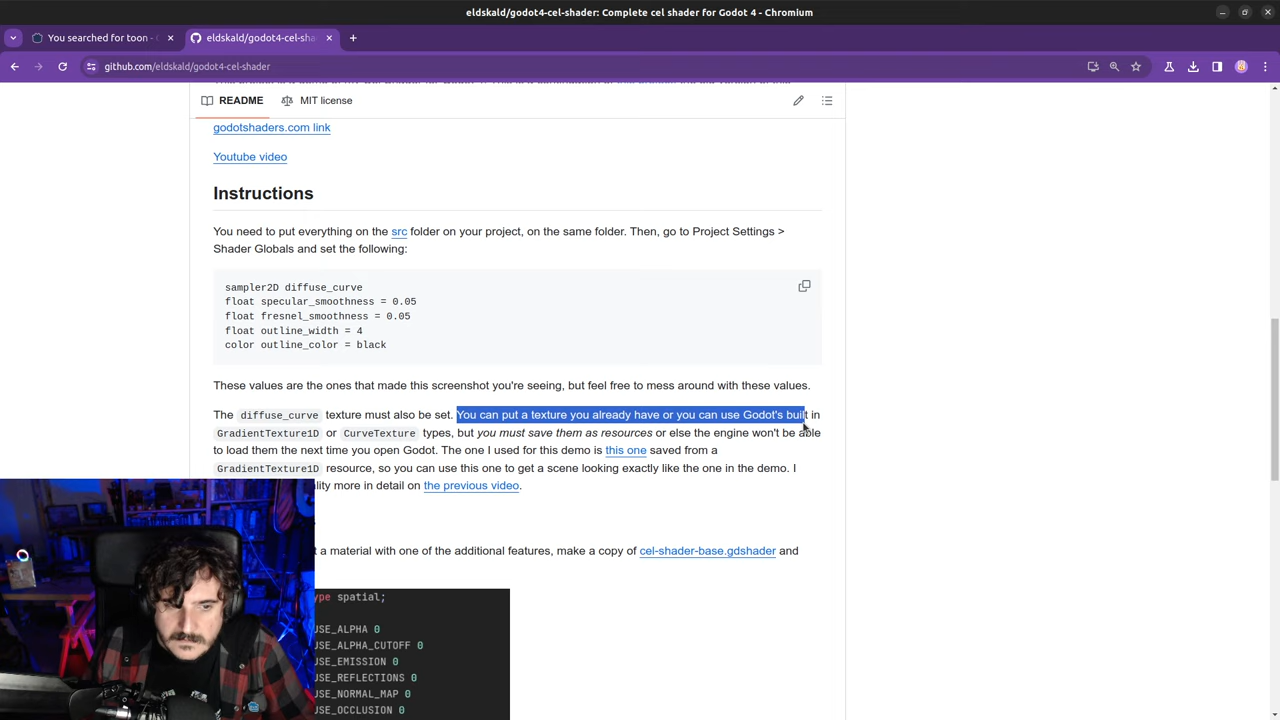 eldskald/godot4-cel-shader: Complete cel shader for Godot 4 - Chromium
You searched for toon -
eldskald/godot4-cel-sha
github.com/eldskald/godot4-cel-shader
README
MIT license
godotshaders.com link
Youtube video
Instructions
You need to put everything on the src folder on your project, on the same folder. Then, go to Project Settings >
Shader Globals and set the following:
sampler2D diffuse_curve
float specular_smoothness = 0.05
float fresnel_smoothness = 0.05
float outline_width = 4
color outline_color = black
These values are the ones that made this screenshot you're seeing, but feel free to mess around with these values.
The diffuse_curve texture must also be set. You can put a texture you already have or you can use Godot's built in
GradientTexture1D or CurveTexture types, but you must save them as resources or else the engine won't be able
to load them the next time you open Godot. The one I used for this demo is this one saved from a
GradientTexture1D resource, so you can use this one to get a scene looking exactly like the one in the demo. I
ality more in detail on the previous video.
t a material with one of the additional features, make a copy of cel-shader-base.gdshader and
ype spatial;
USE_ALPHA 0
USE_ALPHA_CUTOFF 0
USE_EMISSION 0
USE_REFLECTIONS 0
USE_NORMAL_MAP 0
USE_OCCLUSION 0